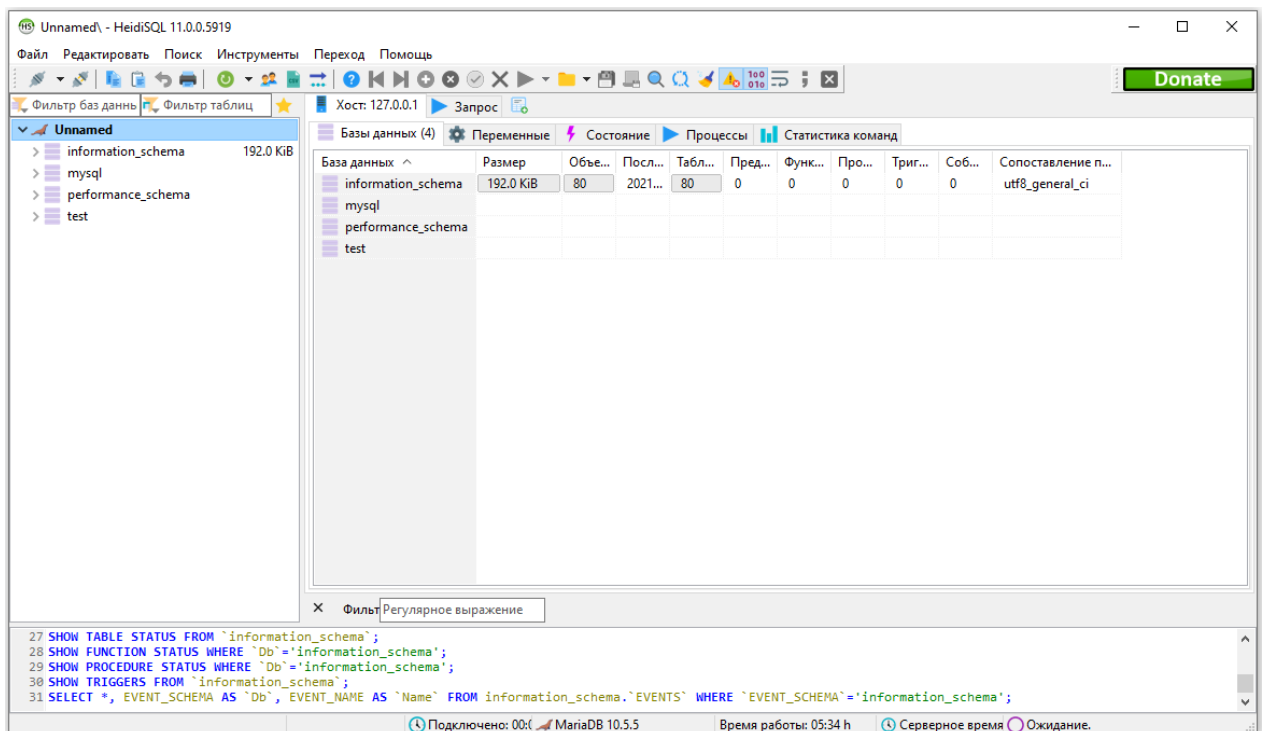 Unnamed\ - HeidiSQL 11.0.0.5919
Файл Редактировать Поиск Инструменты Переход Помощь
Donate
Фильтр баз даннь Фильтр таблиц
Хост: 127.0.0.1 Запрос
Unnamed
information_schema 192.0 KiB
mysql
performance_schema
test
Базы данных (4) Переменные Состояние Процессы Статистика команд
База данных Размер Объе... Посл... Табл... Пред... Функ... Про... Триг... Соб... Сопоставление п...
information_schema 192.0 KiB 80 2021... 80 0 0 0 0 0 utf8_general_ci
mysql
performance_schema
test
Фильт Регулярное выражение
27 SHOW TABLE STATUS FROM `information_schema`;
28 SHOW FUNCTION STATUS WHERE `Db`='information_schema';
29 SHOW PROCEDURE STATUS WHERE `Db`='information_schema';
30 SHOW TRIGGERS FROM `information_schema`;
31 SELECT *, EVENT_SCHEMA AS `Db`, EVENT_NAME AS `Name` FROM information_schema.`EVENTS` WHERE `EVENT_SCHEMA`='information_schema';
Подключено: 00:( MariaDB 10.5.5 Время работы: 05:34 h Серверное время Ожидание.